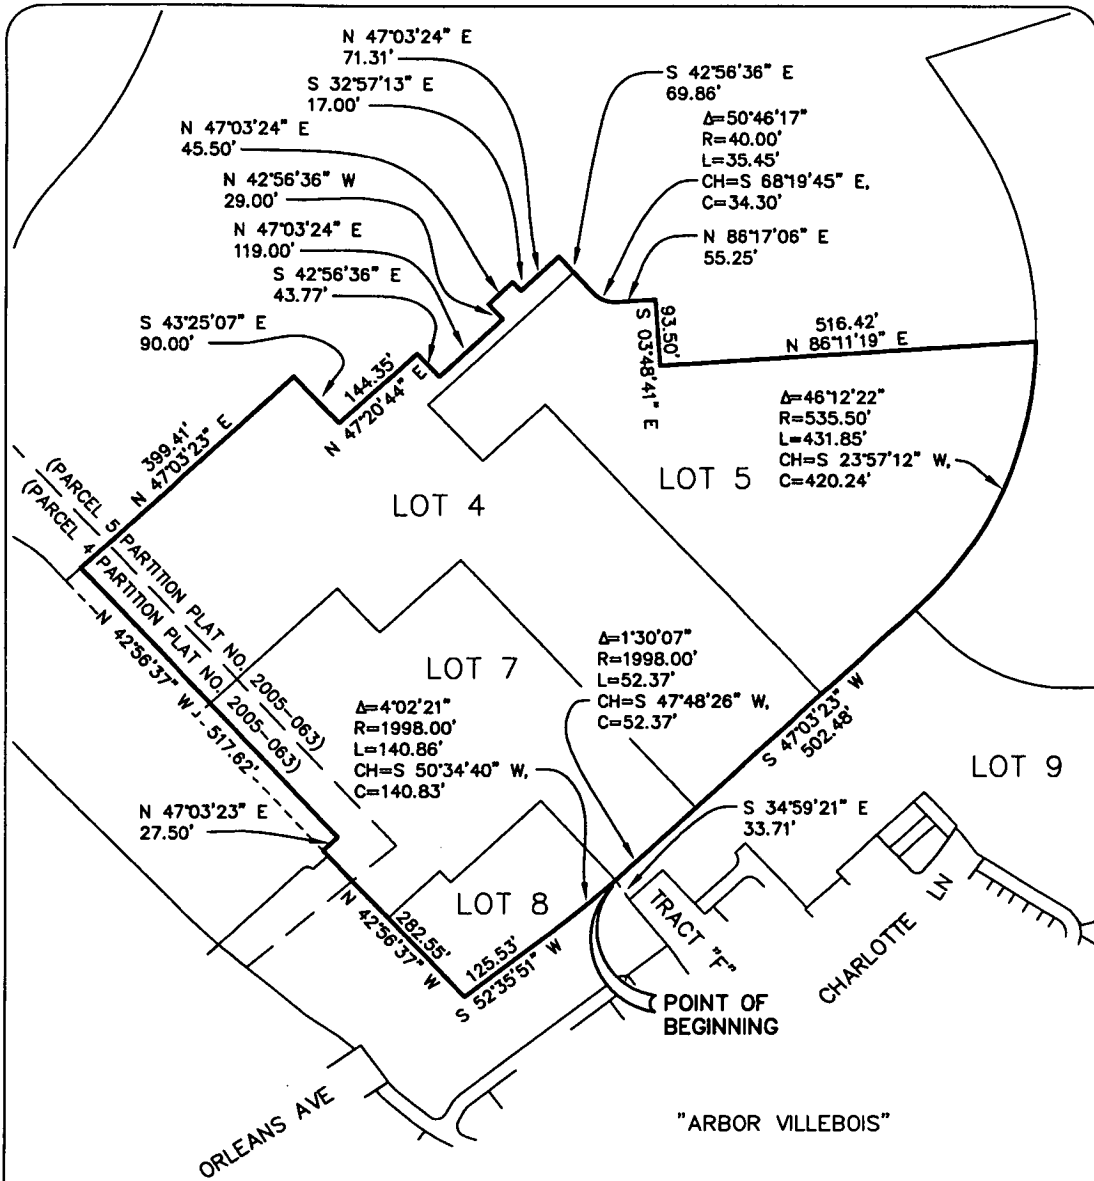 N 47°03'24" E
71.31'
S 32°57'13" E
17.00'
N 47°03'24" E
45.50'
N 42°56'36" W
29.00'
N 47°03'24" E
119.00'
S 42°56'36" E
43.77'
S 43°25'07" E
90.00'
S 42°56'36" E
69.86'
Δ=50°46'17"
R=40.00'
L=35.45'
CH=S 68°19'45" E,
C=34.30'
N 86°17'06" E
55.25'
93.50'
S 03°48'41" E
516.42'
N 86°11'19" E
144.35'
N 47°20'44" E
399.41'
N 47°03'23" E
Δ=46°12'22"
R=535.50'
L=431.85'
CH=S 23°57'12" W,
C=420.24'
LOT 5
LOT 4
(PARCEL 5 PARTITION PLAT NO. 2005-063)
(PARCEL 4 PARTITION PLAT NO. 2005-063)
N 42°56'37" W
517.62'
LOT 7
Δ=1°30'07"
R=1998.00'
L=52.37'
CH=S 47°48'26" W,
C=52.37'
Δ=4°02'21"
R=1998.00'
L=140.86'
CH=S 50°34'40" W,
C=140.83'
S 47°03'23" W
502.48'
LOT 9
N 47°03'23" E
27.50'
S 34°59'21" E
33.71'
LOT 8
282.55'
N 42°56'37" W
125.53'
S 52°35'51" W
TRACT "F"
CHARLOTTE LN
POINT OF
BEGINNING
ORLEANS AVE
"ARBOR VILLEBOIS"